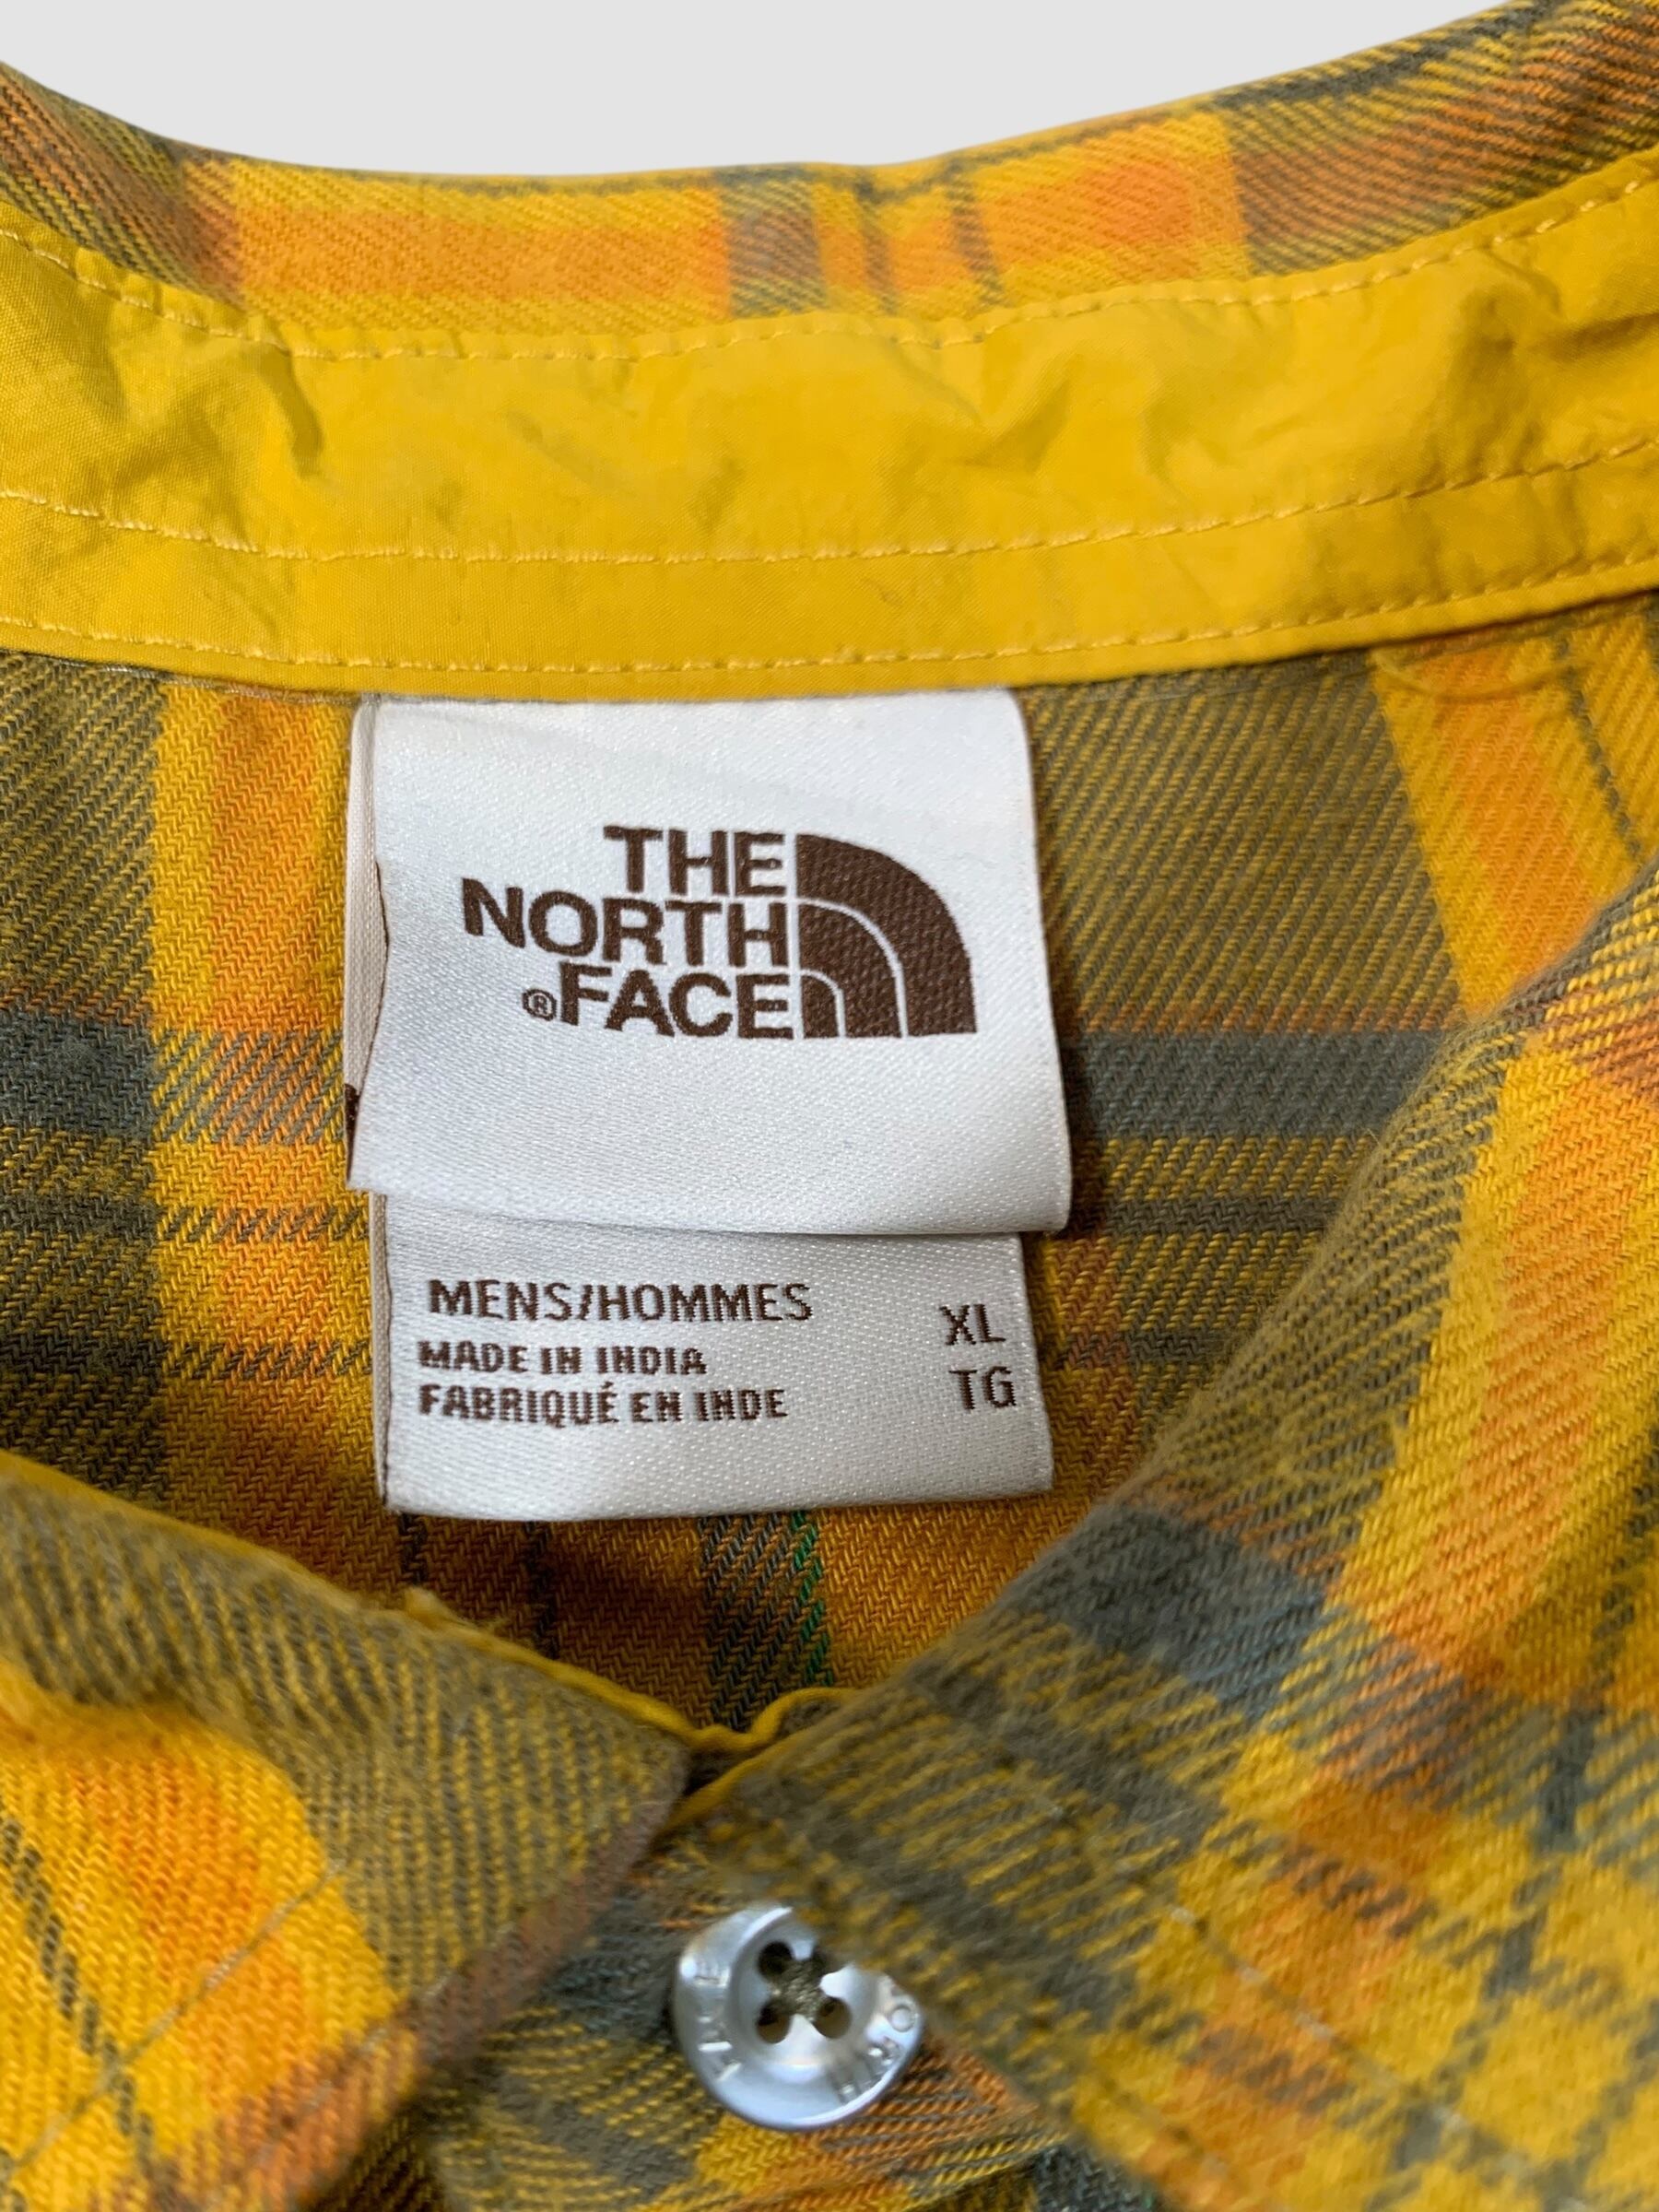 THE
NORTH
®FACE
MENS/HOMMES XL
MADE IN INDIA
FABRIQUÉ EN INDE TG